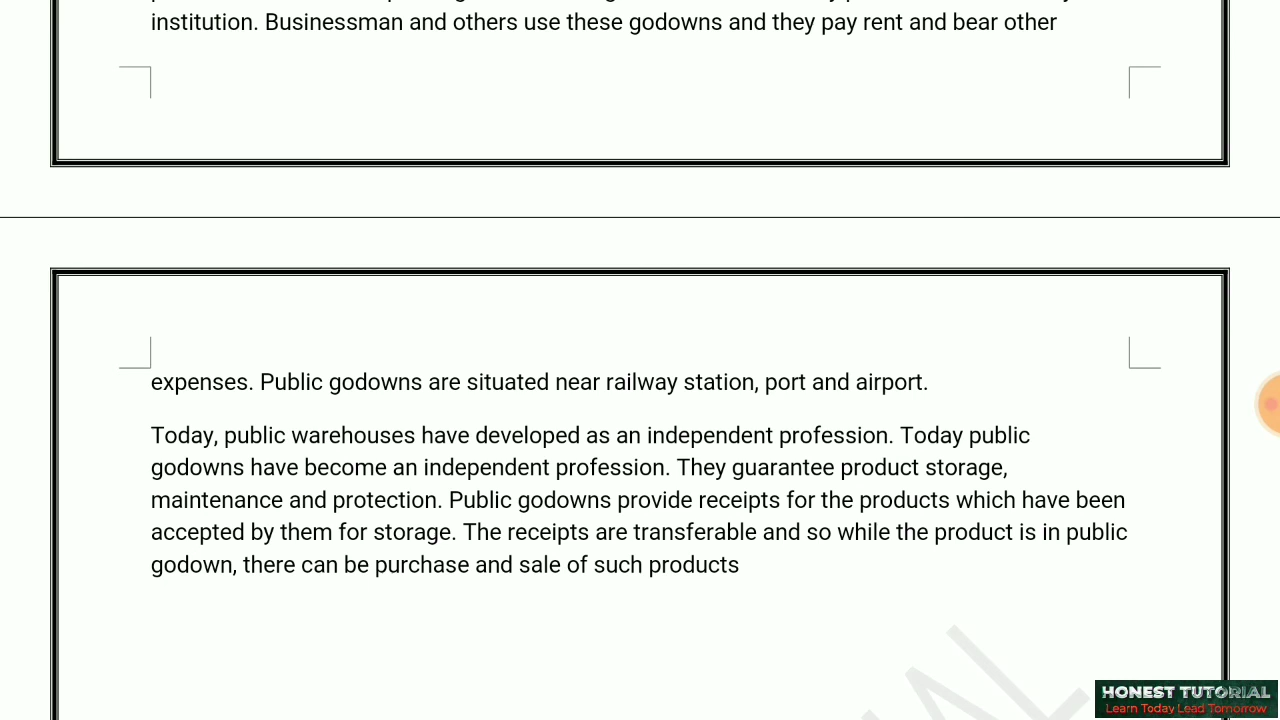 institution. Businessman and others use these godowns and they pay rent and bear other
expenses. Public godowns are situated near railway station, port and airport.
Today, public warehouses have developed as an independent profession. Today public
godowns have become an independent profession. They guarantee product storage,
maintenance and protection. Public godowns provide receipts for the products which have been
accepted by them for storage. The receipts are transferable and so while the product is in public
godown, there can be purchase and sale of such products
HONEST TUTORIAL
Learn Today Lead Tomorrow